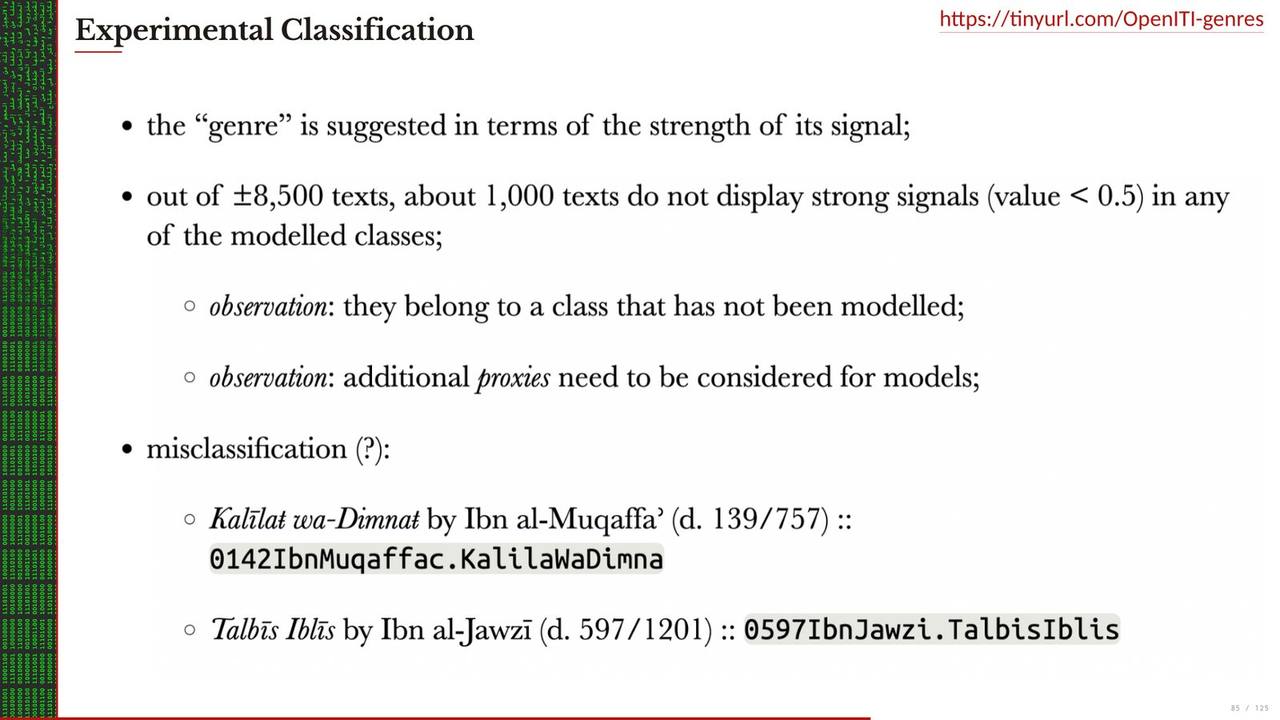 Experimental Classification
https://tinyurl.com/OpenITI-genres
• the “genre” is suggested in terms of the strength of its signal;
• out of ±8,500 texts, about 1,000 texts do not display strong signals (value < 0.5) in any
of the modelled classes;
○ observation: they belong to a class that has not been modelled;
○ observation: additional proxies need to be considered for models;
• misclassification (?):
○ Kalīlaŧ wa-Dimnaŧ by Ibn al-Muqaffaʾ (d. 139/757) ::
0142IbnMuqaffac.KalilaWaDimna
○ Talbīs Iblīs by Ibn al-Jawzī (d. 597/1201) :: 0597IbnJawzi.TalbisIblis
85 / 125